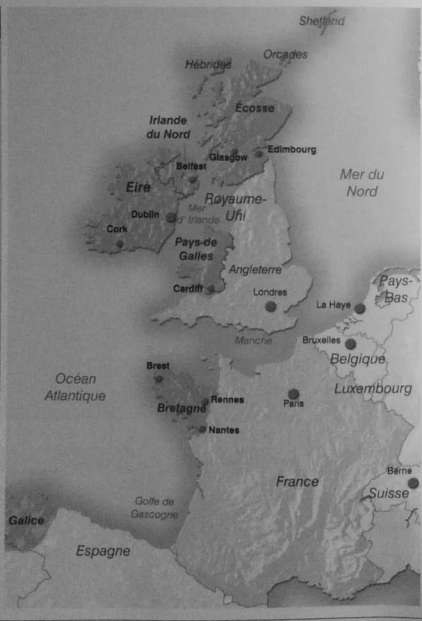 Shetland
Orcades
Hébrides
Écosse
Irlande
du Nord
Glasgow
Edimbourg
Belfast
Mer du
Nord
Eire
Royaume-
Uni
Mer
d'Irlande
Dublin
Cork
Pays de
Galles
Angleterre
Pays-
Bas
Cardiff
Londres
La Haye
Manche
Bruxelles
Belgique
Brest
Océan
Atlantique
Luxembourg
Bretagne
Rennes
Paris
Nantes
Berne
France
Suisse
Golfe de
Gascogne
Galice
Espagne